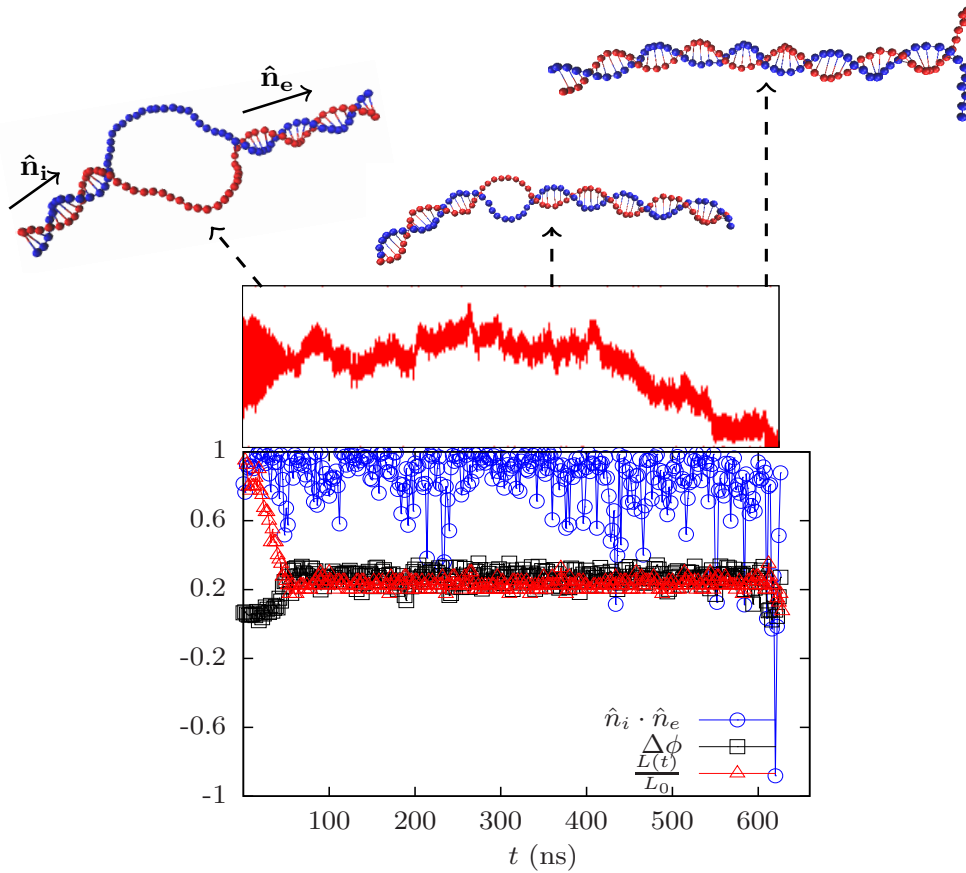 n̂ₑ
n̂ᵢ
1
0.6
0.2
-0.2
-0.6
-1
n̂ᵢ · n̂ₑ
Δϕ
L(t)
L₀
100 200 300 400 500 600
t (ns)